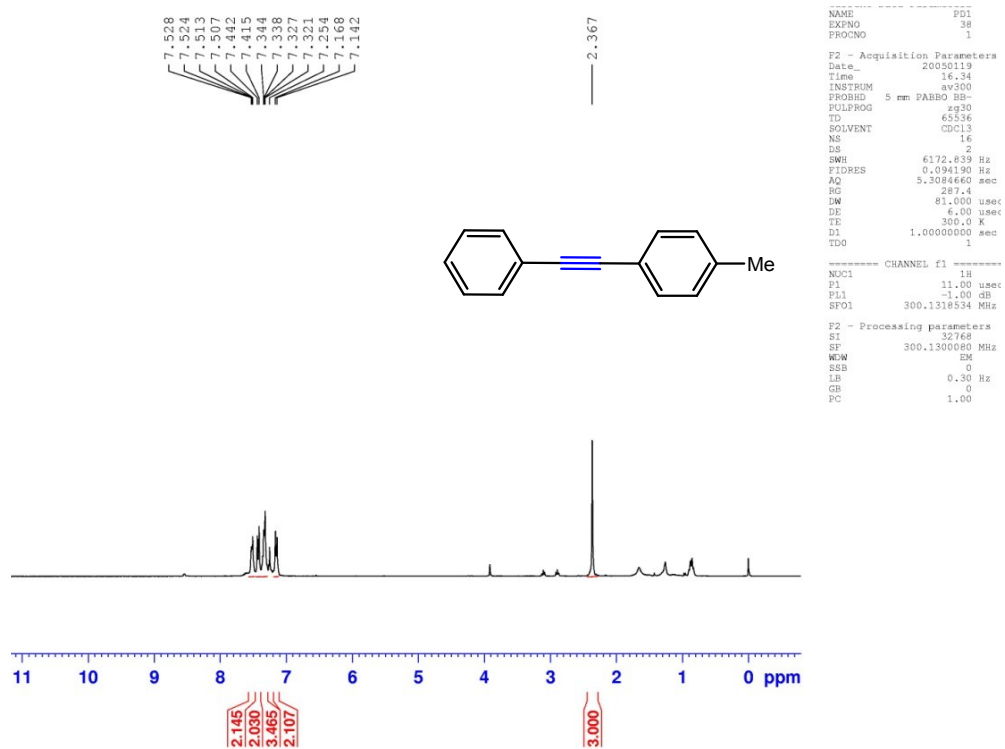 7.528
7.524
7.513
7.507
7.442
7.415
7.344
7.338
7.327
7.321
7.254
7.168
7.142
2.367
NAME PD1
EXPNO 38
PROCNO 1
F2 - Acquisition Parameters
Date_ 20050119
Time 16.34
INSTRUM av300
PROBHD 5 mm PABBO BB-
PULPROG zg30
TD 65536
SOLVENT CDCl3
NS 16
DS 2
SWH 6172.839 Hz
FIDRES 0.094190 Hz
AQ 5.3084660 sec
RG 287.4
DW 81.000 usec
DE 6.00 usec
TE 300.0 K
D1 1.00000000 sec
TD0 1
======== CHANNEL f1 ========
NUC1 1H
P1 11.00 usec
PL1 -1.00 dB
SFO1 300.1318534 MHz
F2 - Processing parameters
SI 32768
SF 300.1300080 MHz
WDW EM
SSB 0
LB 0.30 Hz
GB 0
PC 1.00
Me
11 10 9 8 7 6 5 4 3 2 1 0 ppm
2.145
2.030
3.465
2.107
3.000